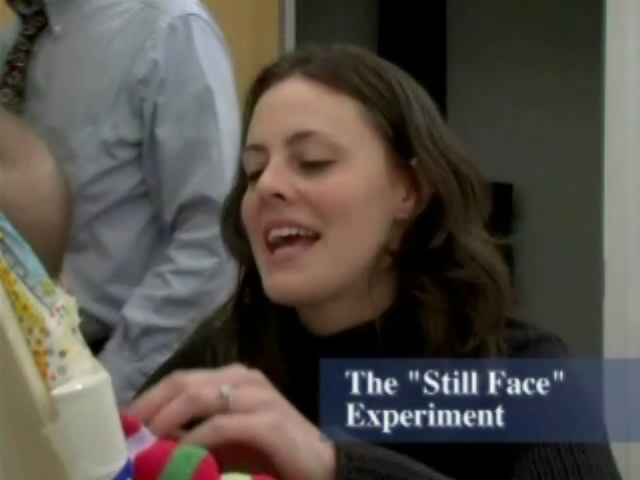 The "Still Face"
Experiment